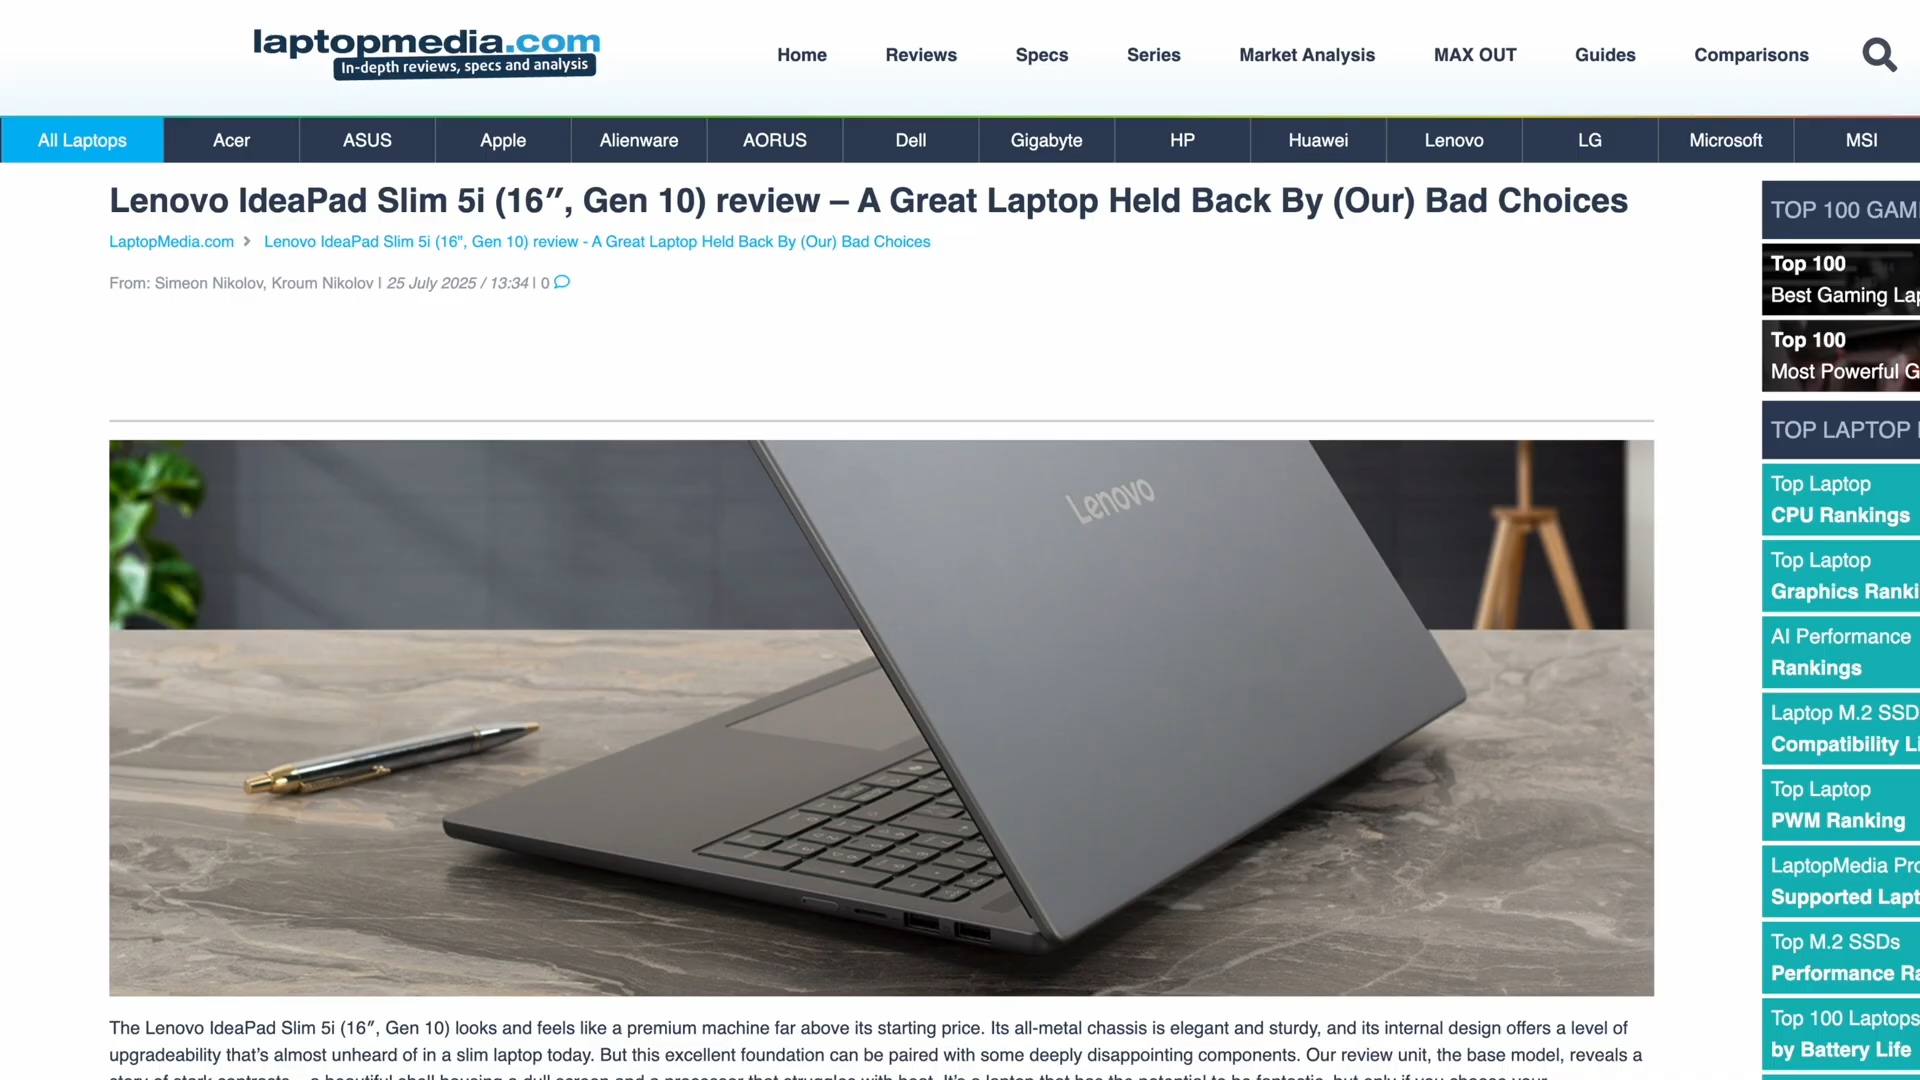 laptopmedia.com
In-depth reviews, specs and analysis
Home Reviews Specs Series Market Analysis MAX OUT Guides Comparisons
All Laptops Acer ASUS Apple Alienware AORUS Dell Gigabyte HP Huawei Lenovo LG Microsoft MSI
Lenovo IdeaPad Slim 5i (16″, Gen 10) review – A Great Laptop Held Back By (Our) Bad Choices
LaptopMedia.com > Lenovo IdeaPad Slim 5i (16", Gen 10) review - A Great Laptop Held Back By (Our) Bad Choices
From: Simeon Nikolov, Kroum Nikolov | 25 July 2025 / 13:34 | 0
Lenovo
The Lenovo IdeaPad Slim 5i (16″, Gen 10) looks and feels like a premium machine far above its starting price. Its all-metal chassis is elegant and sturdy, and its internal design offers a level of
upgradeability that's almost unheard of in a slim laptop today. But this excellent foundation can be paired with some deeply disappointing components. Our review unit, the base model, reveals a
TOP 100 GAM
Top 100
Best Gaming Lap
Top 100
Most Powerful G
TOP LAPTOP
Top Laptop
CPU Rankings
Top Laptop
Graphics Ranki
AI Performance
Rankings
Laptop M.2 SSD
Compatibility Li
Top Laptop
PWM Ranking
LaptopMedia Pro
Supported Lapt
Top M.2 SSDs
Performance Ra
Top 100 Laptops
by Battery Life